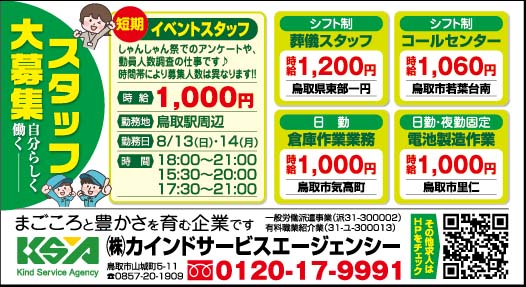 スタッフ
大募集
自分らしく
働く
短期 イベントスタッフ
しゃんしゃん祭でのアンケートや、
動員人数調査の仕事です♪
時間帯により募集人数は異なります!!
時給 1,000円
勤務地 鳥取駅周辺
勤務日 8/13(日)・14(月)
時間 18:00〜21:00
15:30〜20:00
17:30〜21:00
シフト制
葬儀スタッフ
時給 1,200円
鳥取県東部一円
シフト制
コールセンター
時給 1,060円
鳥取市若葉台南
日勤
倉庫作業業務
時給 1,000円
鳥取市気高町
日勤・夜勤固定
電池製造作業
時給 1,000円
鳥取市里仁
まごころと豊かさを育む企業です
一般労働派遣事業(派31-300002)
有料職業紹介業(31-ユ-300013)
KSA
Kind Service Agency
㈱カインドサービスエージェンシー
鳥取市山城町5-11
☎0857-20-1909
0120-17-9991
その他求人は
HPをチェック